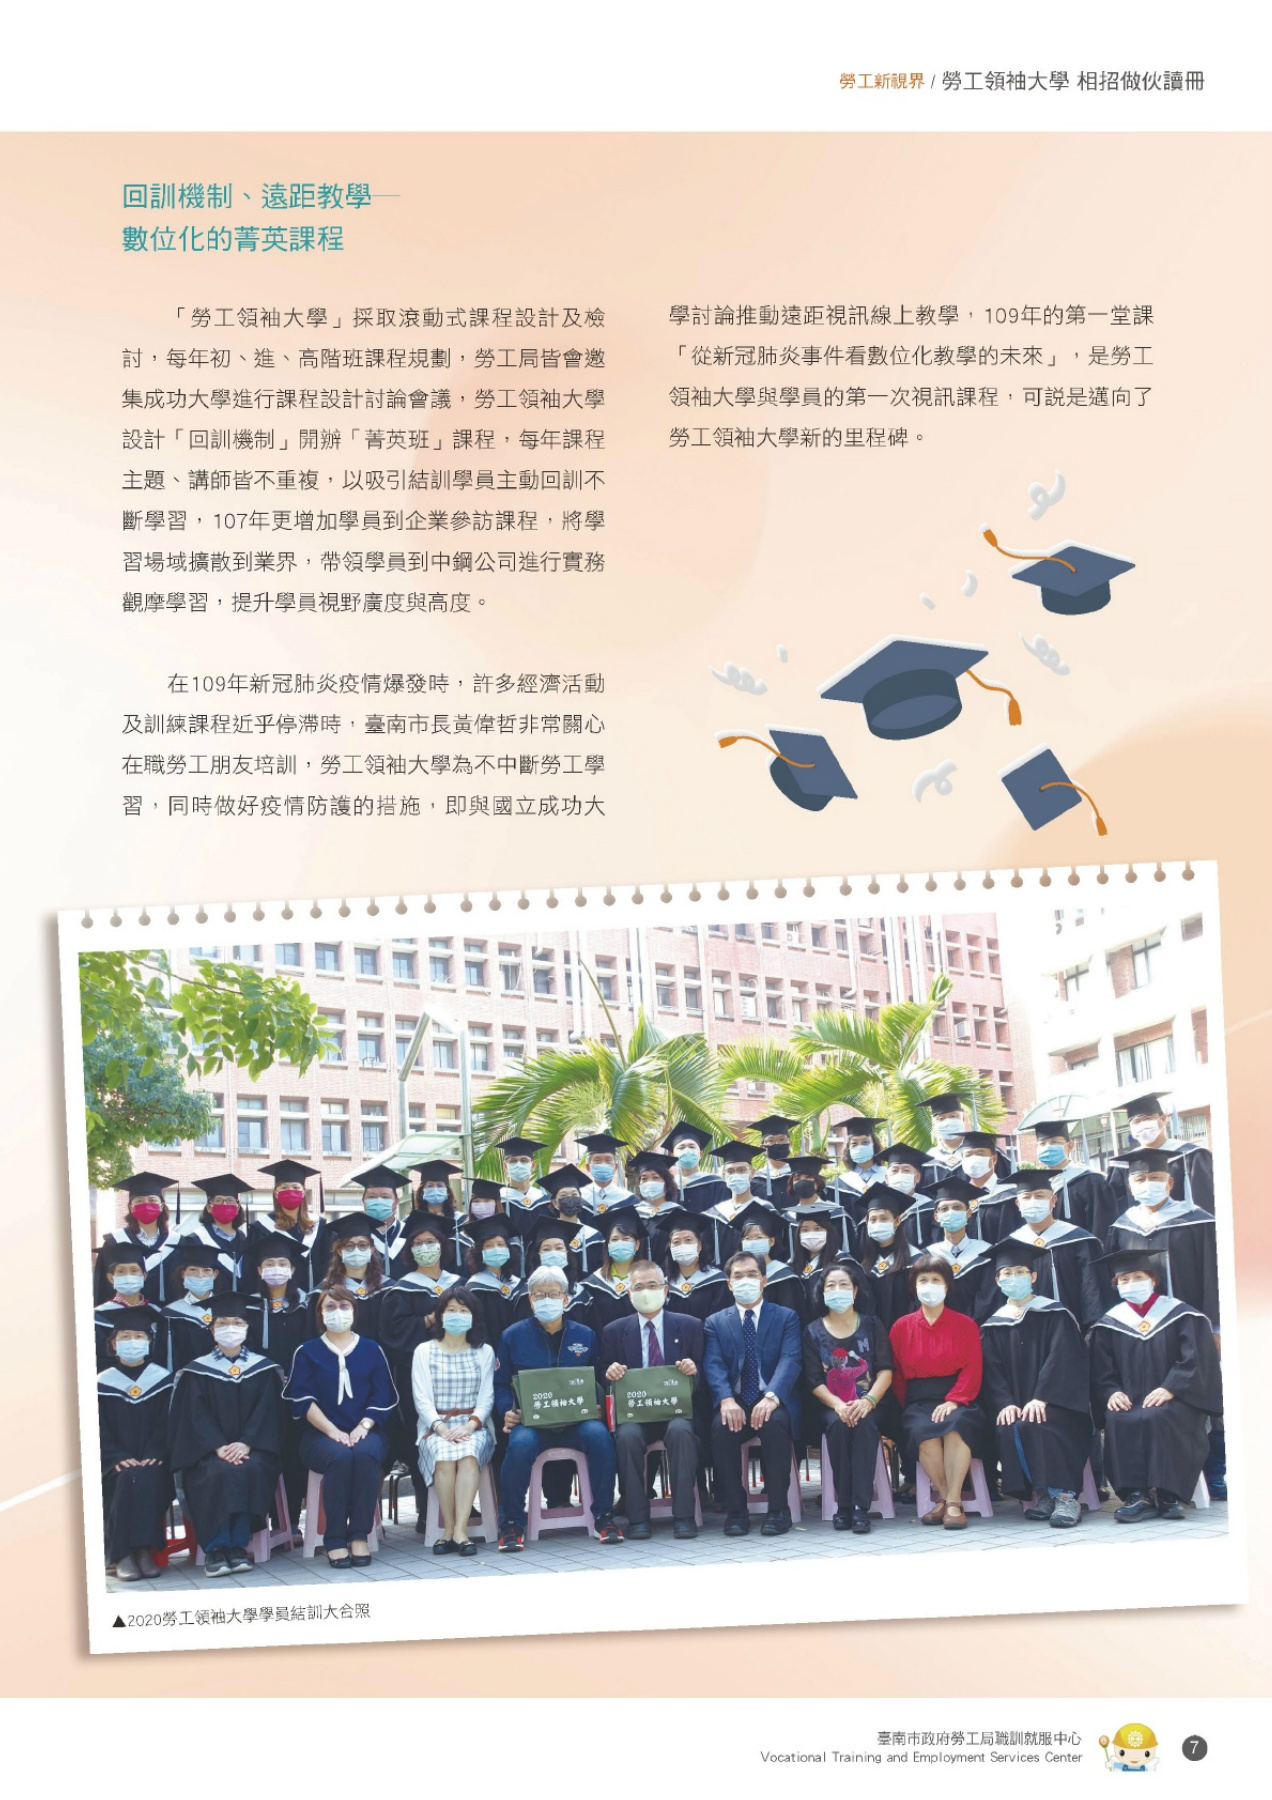 勞工新視界 / 勞工領袖大學 相招做伙讀冊
回訓機制、遠距教學—
數位化的菁英課程
「勞工領袖大學」採取滾動式課程設計及檢
討，每年初、進、高階班課程規劃，勞工局皆會邀
集成功大學進行課程設計討論會議，勞工領袖大學
設計「回訓機制」開辦「菁英班」課程，每年課程
主題、講師皆不重複，以吸引結訓學員主動回訓不
斷學習，107年更增加學員到企業參訪課程，將學
習場域擴散到業界，帶領學員到中鋼公司進行實務
觀摩學習，提升學員視野廣度與高度。
在109年新冠肺炎疫情爆發時，許多經濟活動
及訓練課程近乎停滯時，臺南市長黃偉哲非常關心
在職勞工朋友培訓，勞工領袖大學為不中斷勞工學
習，同時做好疫情防護的措施，即與國立成功大
學討論推動遠距視訊線上教學，109年的第一堂課
「從新冠肺炎事件看數位化教學的未來」，是勞工
領袖大學與學員的第一次視訊課程，可說是邁向了
勞工領袖大學新的里程碑。
2020
勞工領袖大學
2020
勞工領袖大學
▲2020勞工領袖大學學員結訓大合照
臺南市政府勞工局職訓就服中心
Vocational Training and Employment Services Center
7